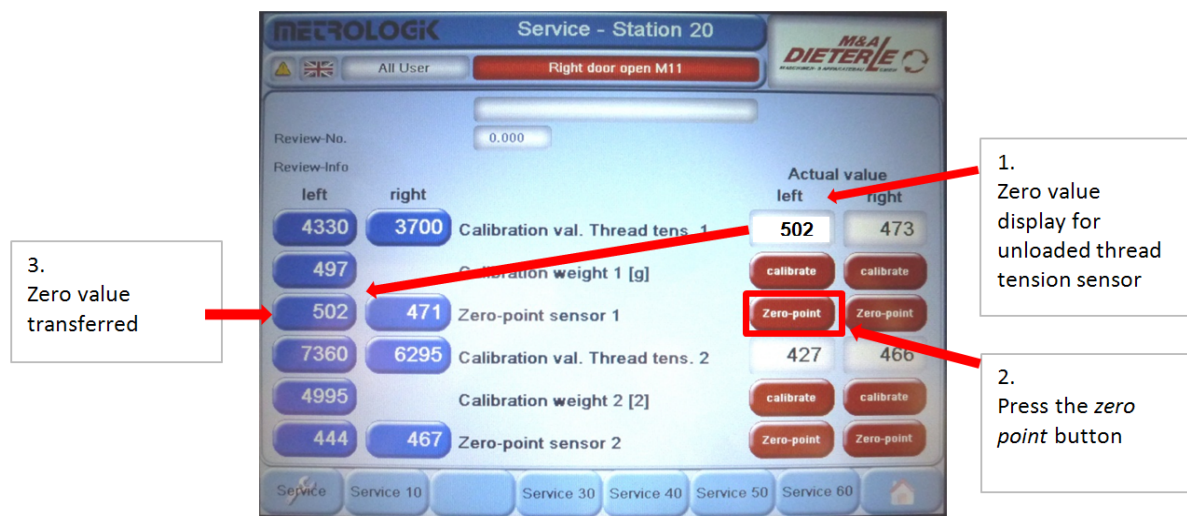 METROLOGIK
Service - Station 20
M&A
DIETERLE
All User
Right door open M11
Review-No.
0.000
Review-Info
Actual value
left right
left right
4330 3700 Calibration val. Thread tens. 1 502 473
497 Calibration weight 1 [g] calibrate calibrate
502 471 Zero-point sensor 1 Zero-point Zero-point
7360 6295 Calibration val. Thread tens. 2 427 466
4995 Calibration weight 2 [2] calibrate calibrate
444 467 Zero-point sensor 2 Zero-point Zero-point
Service Service 10 Service 30 Service 40 Service 50 Service 60
1.
Zero value
display for
unloaded thread
tension sensor
2.
Press the zero
point button
3.
Zero value
transferred